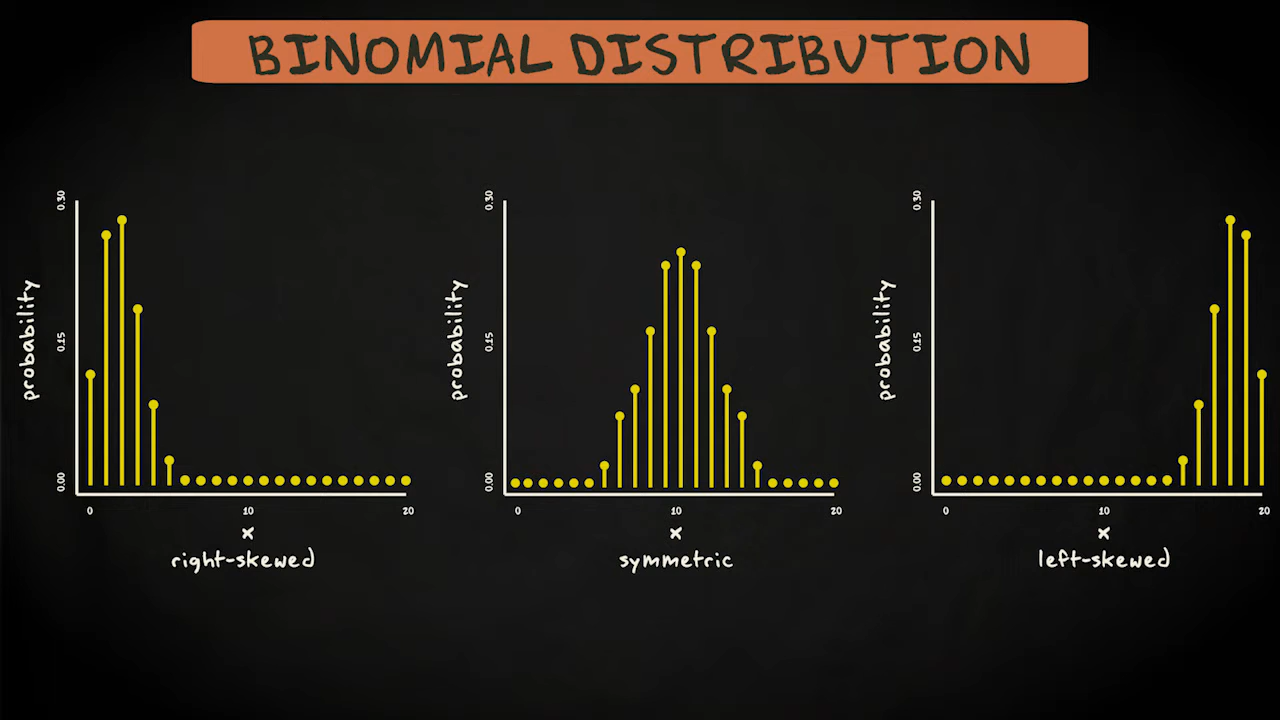 BINOMIAL DISTRIBUTION
0.30
0.15
0.00
probability
0 10 20
x
right-skewed
0.30
0.15
0.00
probability
0 10 20
x
symmetric
0.30
0.15
0.00
probability
0 10 20
x
left-skewed